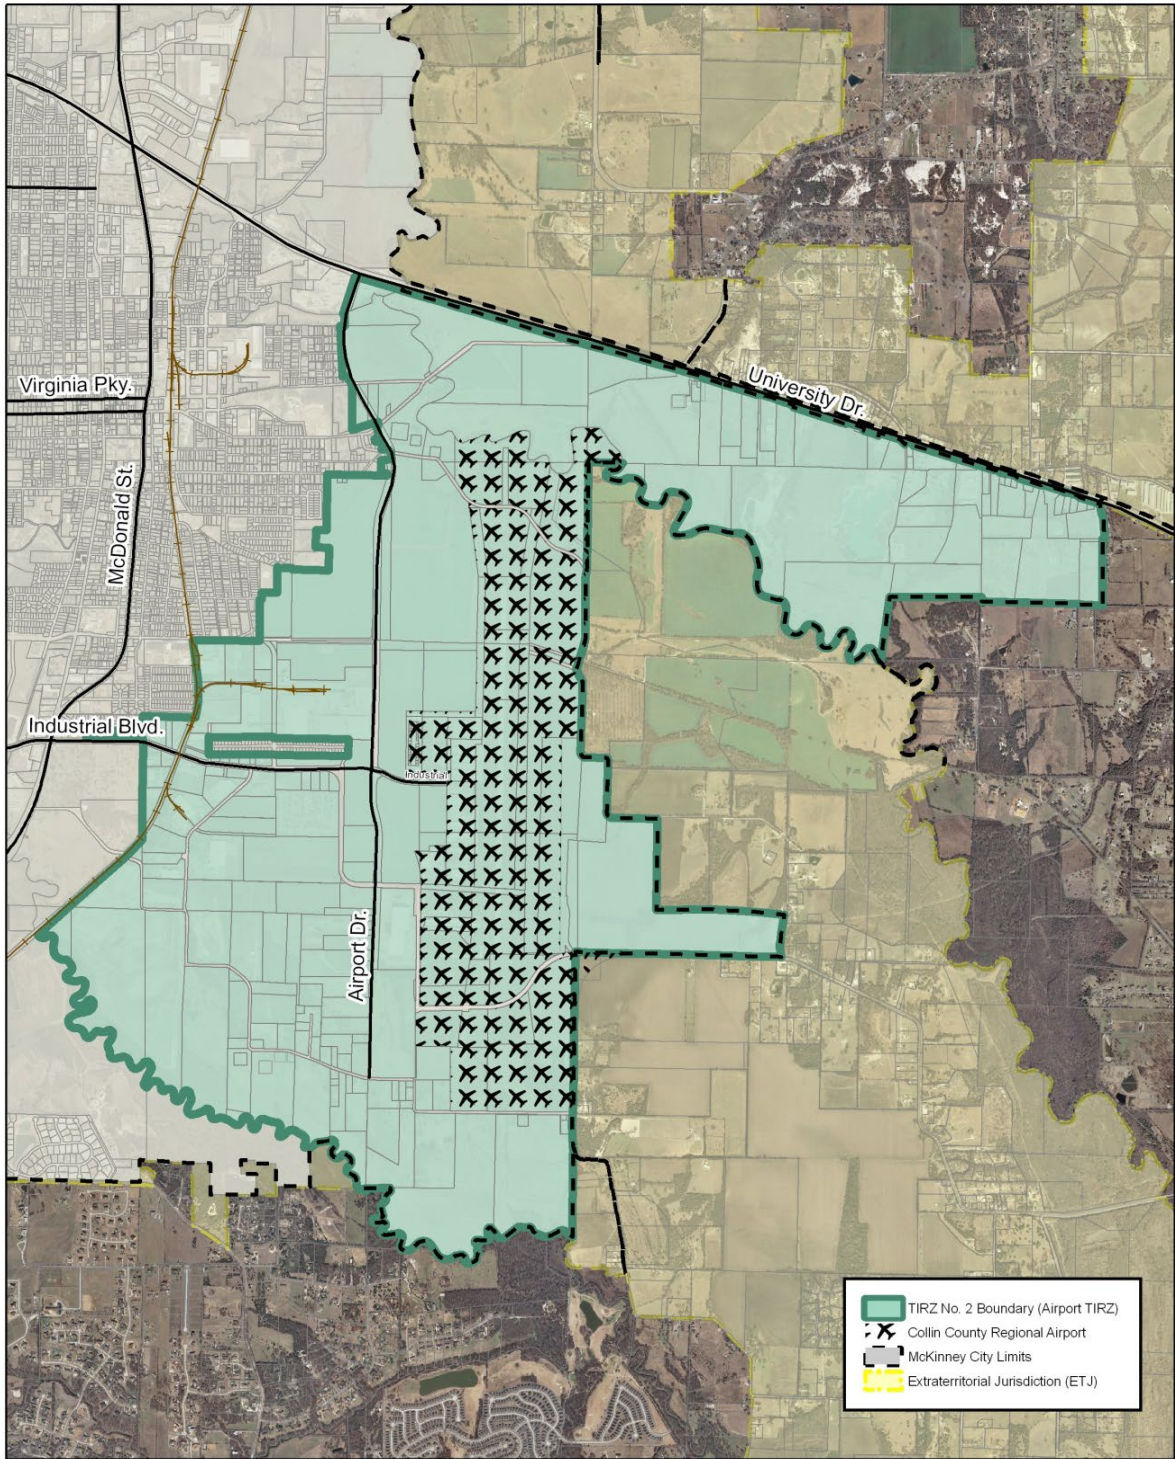 University Dr.
Virginia Pky.
McDonald St.
Industrial Blvd.
Industrial
Airport Dr.
TIRZ No. 2 Boundary (Airport TIRZ)
Collin County Regional Airport
McKinney City Limits
Extraterritorial Jurisdiction (ETJ)